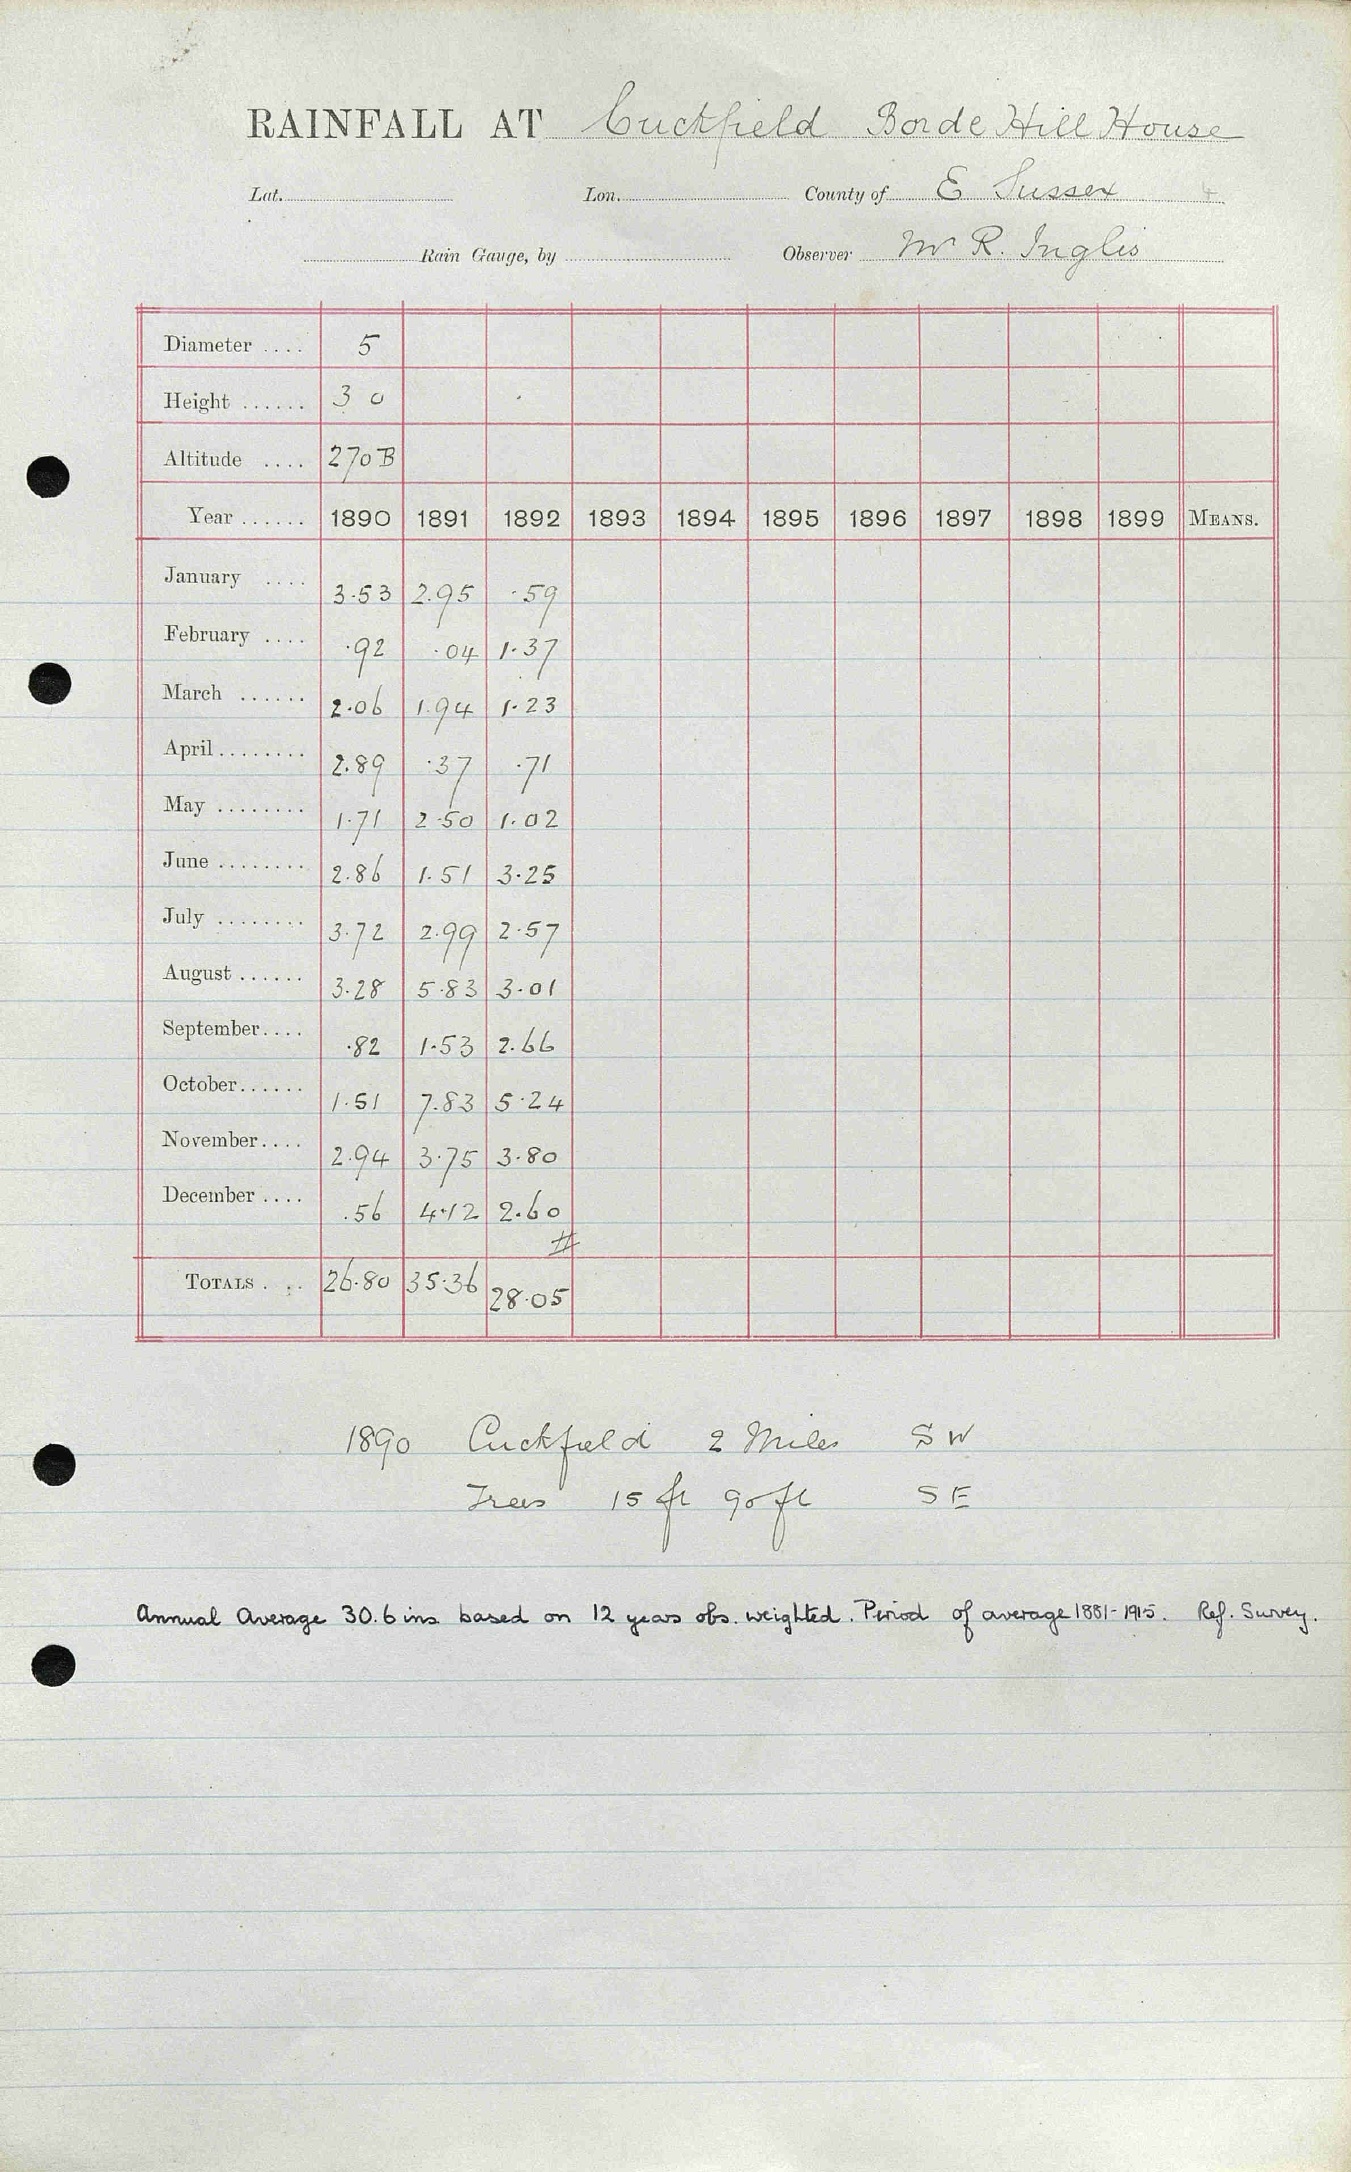 RAINFALL AT Cuckfield Borde Hill House
Lat. Lon. County of E Sussex 4
Rain Gauge, by Observer Mr R. Inglis
Diameter .... 5
Height ...... 3 0
Altitude .... 270 B
Year ...... 1890 1891 1892 1893 1894 1895 1896 1897 1898 1899 MEANS.
January .... 3.53 2.95 .59
February .... .92 .04 1.37
March ...... 2.06 1.94 1.23
April ........ 2.89 .37 .71
May ........ 1.71 2.50 1.02
June ........ 2.86 1.51 3.25
July ........ 3.72 2.99 2.57
August ...... 3.28 5.83 3.01
September .... .82 1.53 2.66
October ...... 1.51 7.83 5.24
November .... 2.94 3.75 3.80
December .... .56 4.12 2.60
#
TOTALS .... 26.80 35.36 28.05
1890 Cuckfield 2 Miles SW
Trees 15 ft 90 ft SE
Annual Average 30.6 ins based on 12 years obs. weighted. Period of average 1881-1915. Ref. Survey.